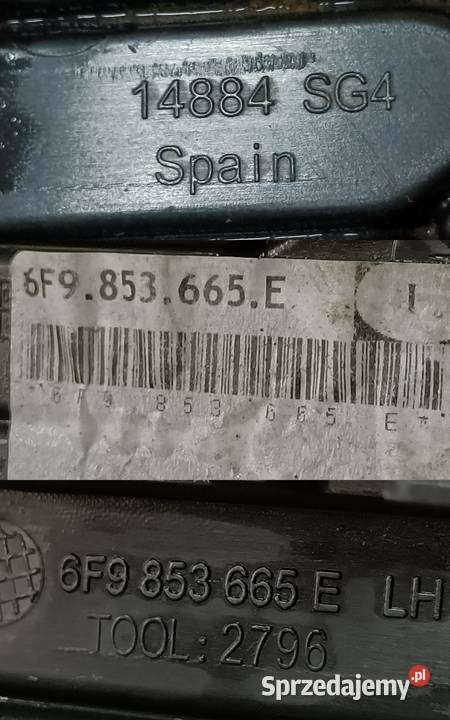 14884 SG4
Spain
6F9.853.665.E
I
*6F9 853 665 E*
6F9 853 665 E LH
TOOL: 2796
Sprzedajemy.pl